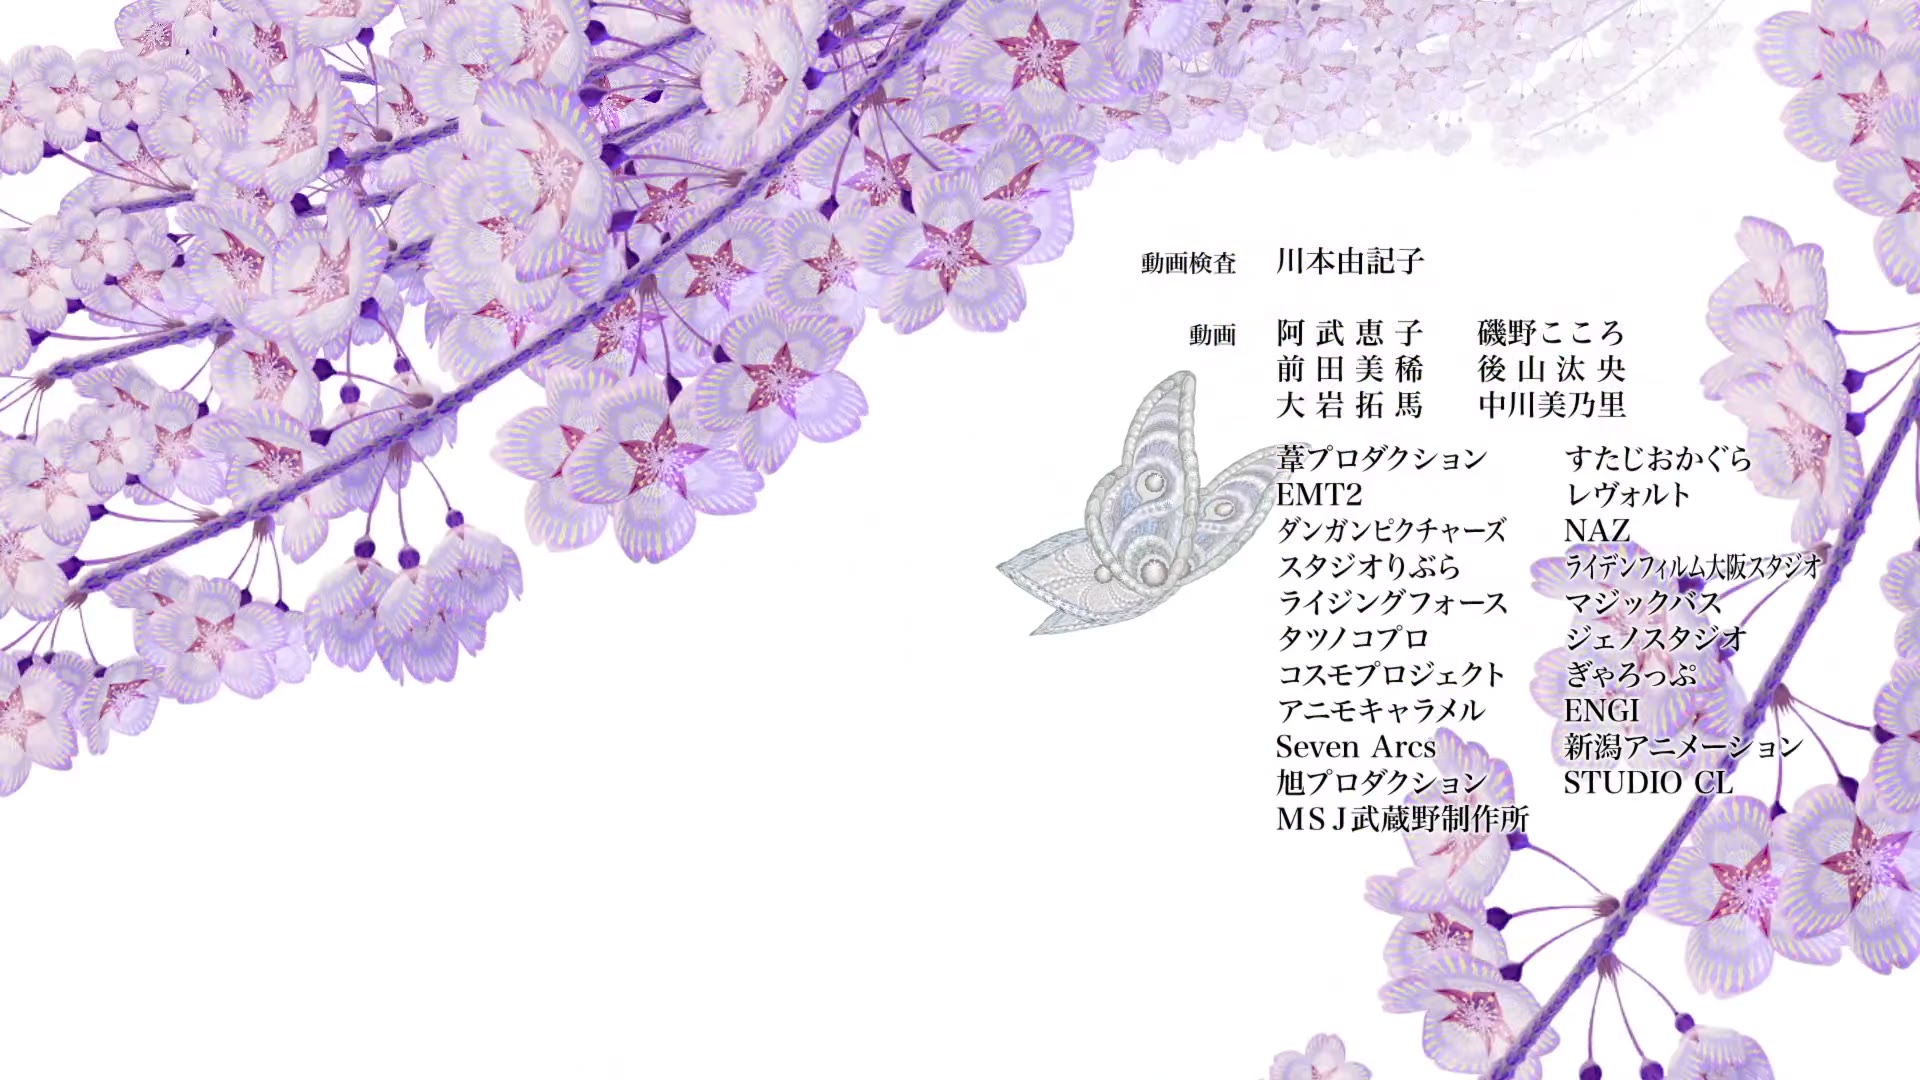 動画検査 川本由記子
動画 阿武恵子 磯野こころ
前田美稀 後山汰央
大岩拓馬 中川美乃里
葦プロダクション すたじおかぐら
EMT2 レヴォルト
ダンガンピクチャーズ NAZ
スタジオりぶら ライデンフィルム大阪スタジオ
ライジングフォース マジックバス
タツノコプロ ジェノスタジオ
コスモプロジェクト ぎゃろっぷ
アニモキャラメル ENGI
Seven Arcs 新潟アニメーション
旭プロダクション STUDIO CL
MSJ武蔵野制作所